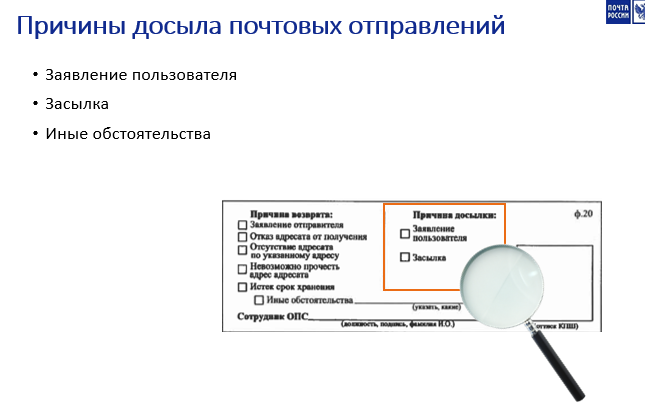 Причины досыла почтовых отправлений
ПОЧТА
РОССИИ
• Заявление пользователя
• Засылка
• Иные обстоятельства
Причина возврата:
Заявление отправителя
Отказ адресата от получения
Отсутствие адресата
по указанному адресу
Невозможно прочесть
адрес адресата
Истек срок хранения
Иные обстоятельства
(указать, какие)
Причина досылки:
Заявление
пользователя
Засылка
ф.20
Сотрудник ОПС
(должность, подпись, фамилия И.О.)
КПШ)